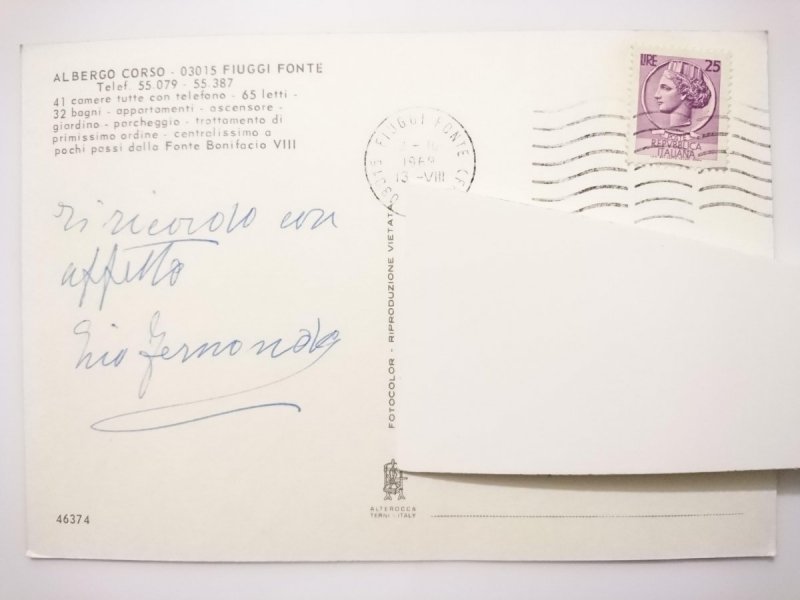 ALBERGO CORSO - 03015 FIUGGI FONTE
Telef. 55.079 - 55.387
41 camere tutte con telefono - 65 letti -
32 bagni - appartamenti - ascensore -
giardino - parcheggio - trattamento di
primissimo ordine - centralissimo a
pochi passi dalla Fonte Bonifacio VIII
LIRE 25
POSTE
REPVBBLICA
ITALIANA
FIUGGI FONTE
1969
13 -VIII
Ti ricordo con
affetto
FOTOCOLOR - RIPRODUZIONE VIETATA
46374
ALTEROCCA
TERNI - ITALY